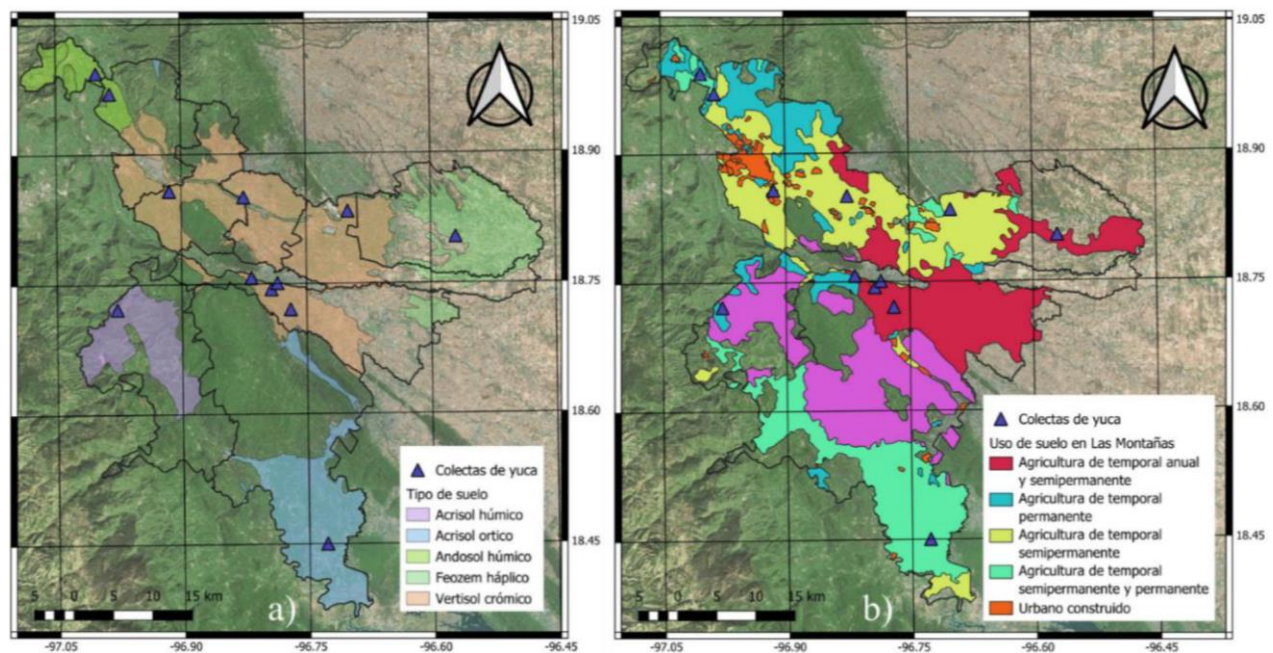 19.05
18.90
18.75
18.60
18.45
-97.05
-96.90
-96.75
-96.60
-96.45
Colectas de yuca
Tipo de suelo
Acrisol húmico
Acrisol ortico
Andosol húmico
Feozem háplico
Vertisol crómico
5 0 5 10 15 km
a)
19.05
18.90
18.75
18.60
18.45
-97.05
-96.90
-96.75
-96.60
-96.45
Colectas de yuca
Uso de suelo en Las Montañas
Agricultura de temporal anual
y semipermanente
Agricultura de temporal
permanente
Agricultura de temporal
semipermanente
Agricultura de temporal
semipermanente y permanente
Urbano construido
5 0 5 10 15 km
b)